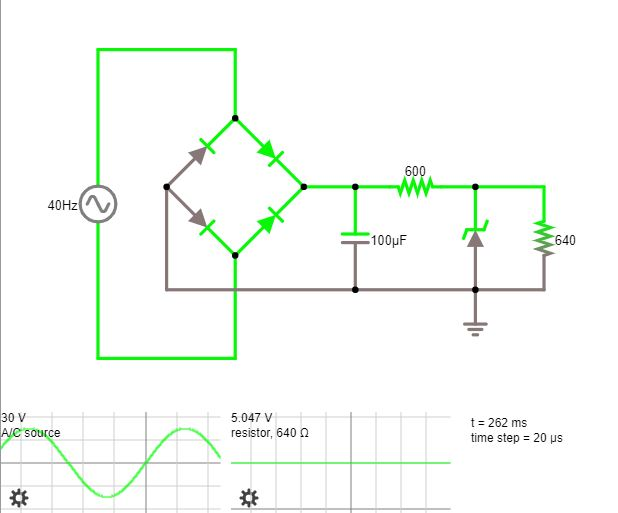 600
40Hz
100µF
640
30 V
A/C source
5.047 V
resistor, 640 Ω
t = 262 ms
time step = 20 µs